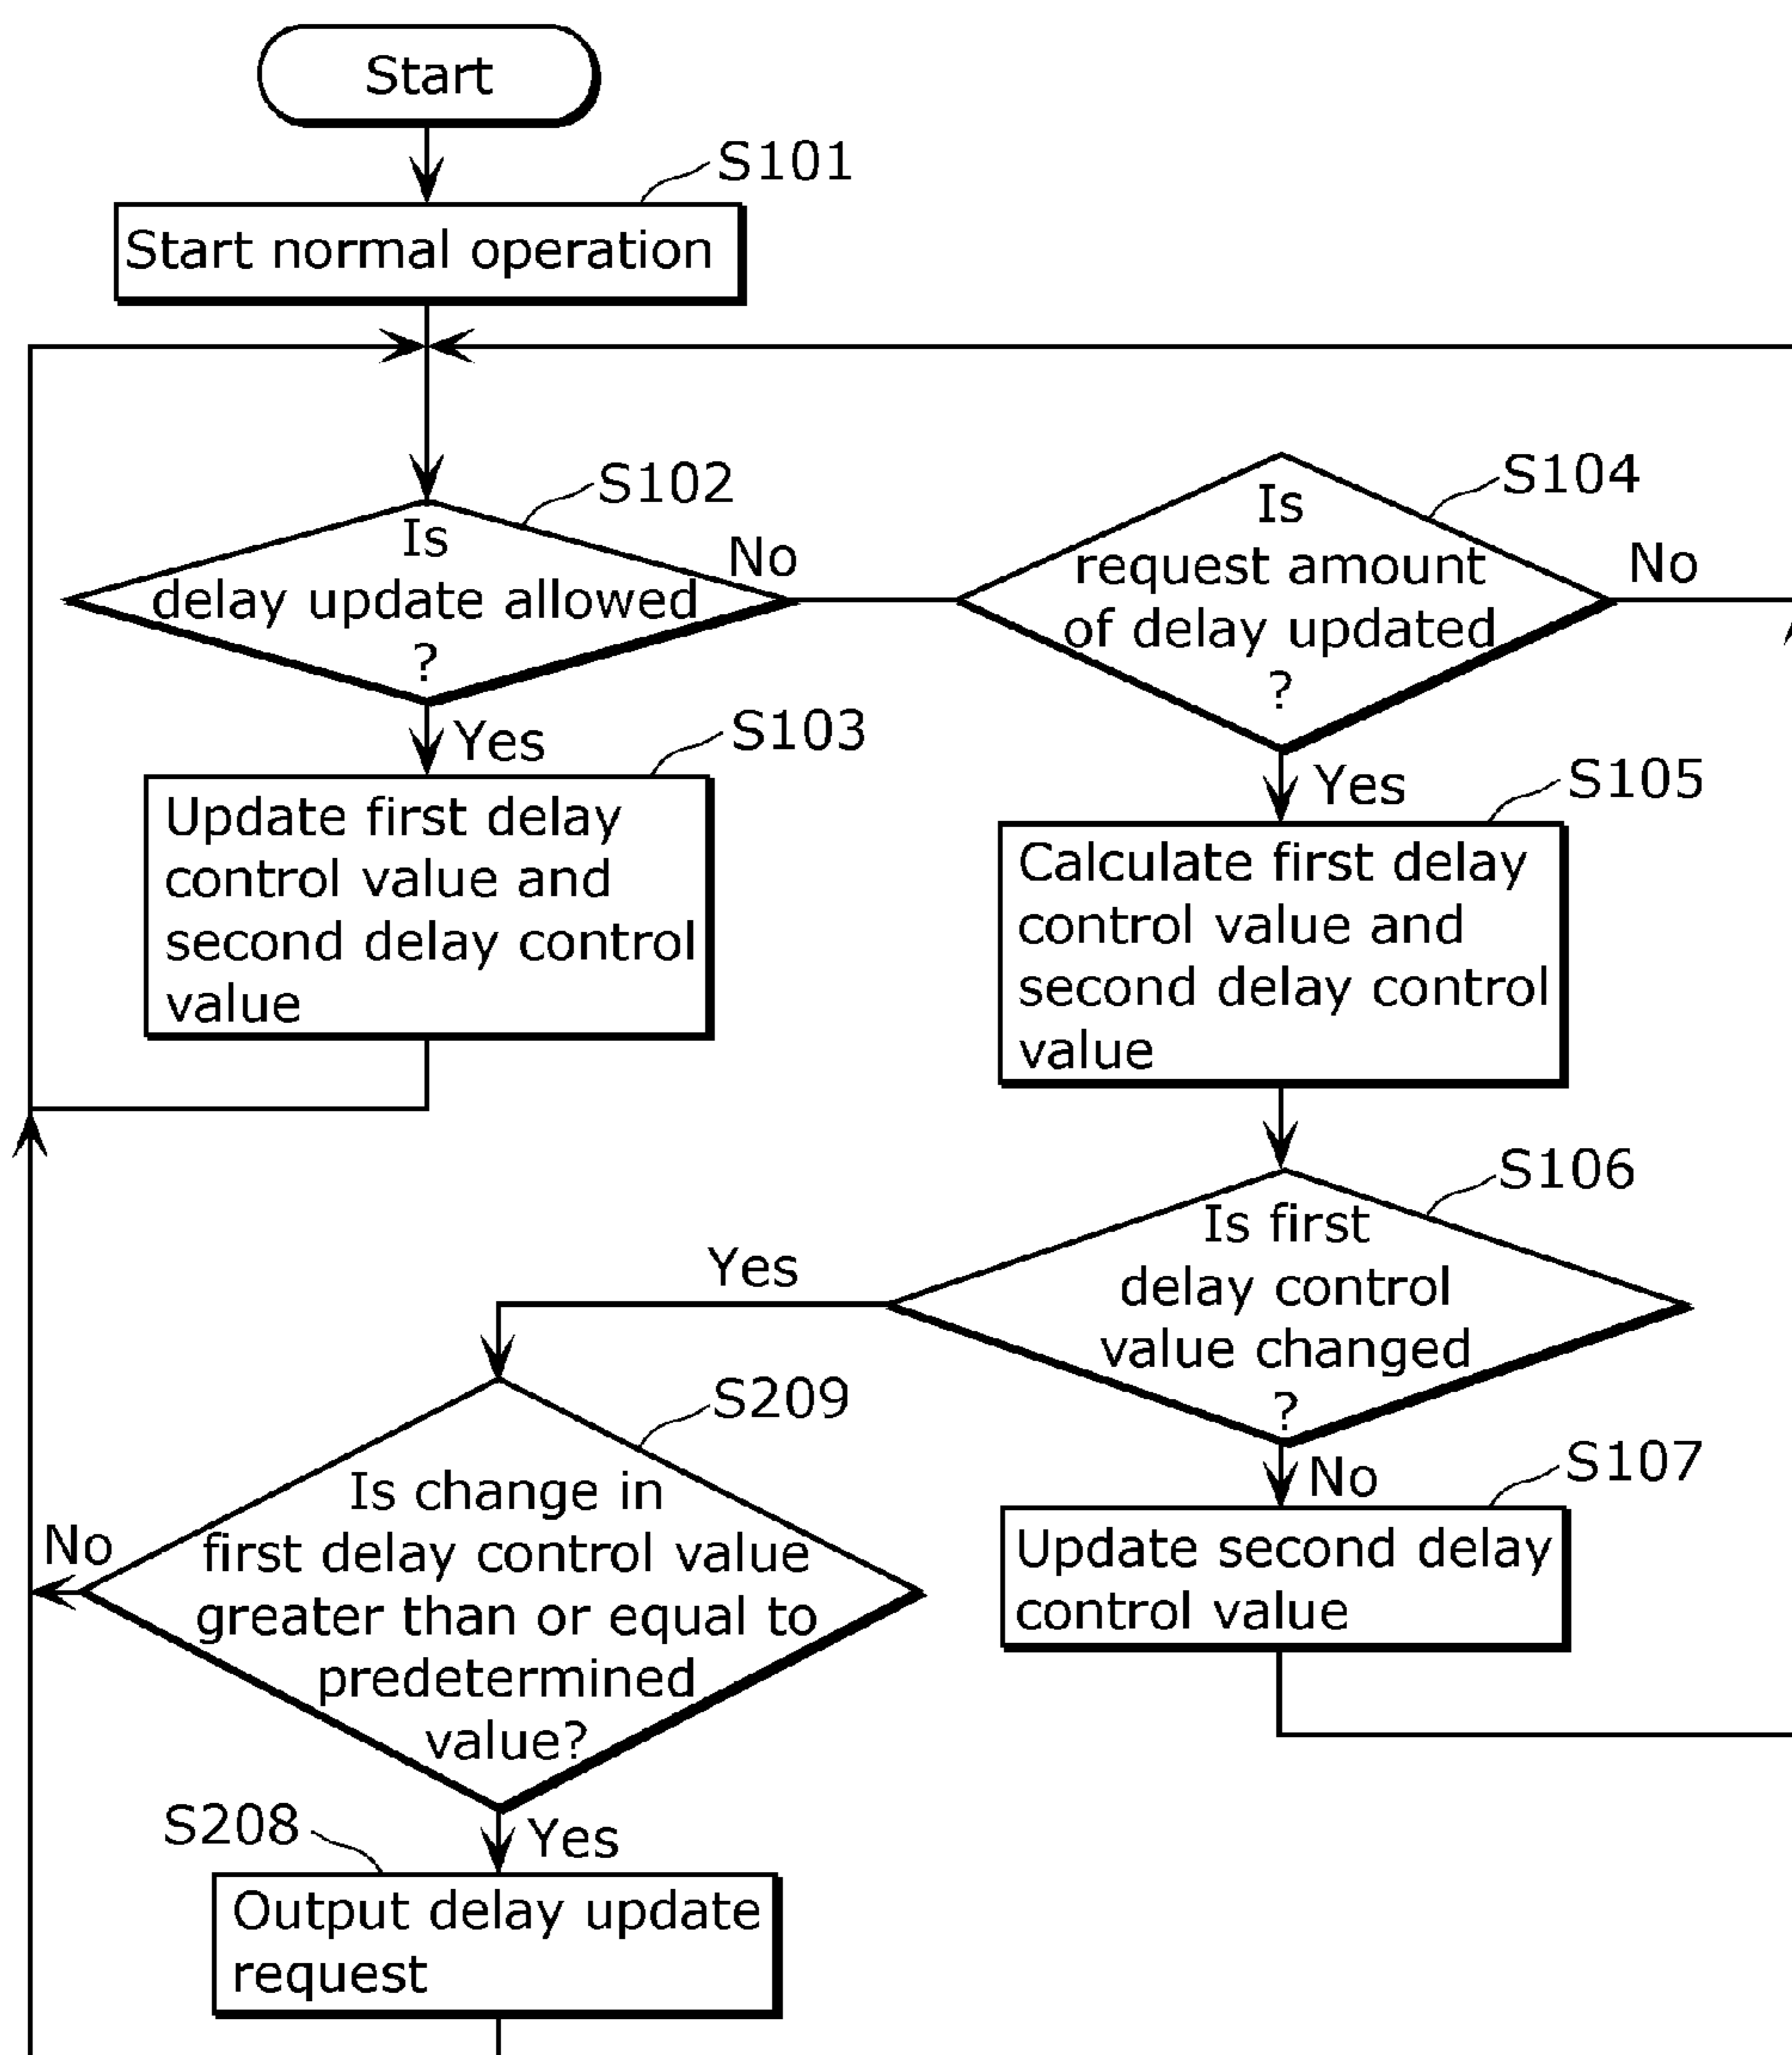 Start
S101
Start normal operation
S102
Is
delay update allowed
?
No
Yes
S103
Update first delay
control value and
second delay control
value
S104
Is
request amount
of delay updated
?
No
Yes
S105
Calculate first delay
control value and
second delay control
value
S106
Is first
delay control
value changed
?
Yes
No
S107
Update second delay
control value
S209
Is change in
first delay control value
greater than or equal to
predetermined
value?
No
Yes
S208
Output delay update
request